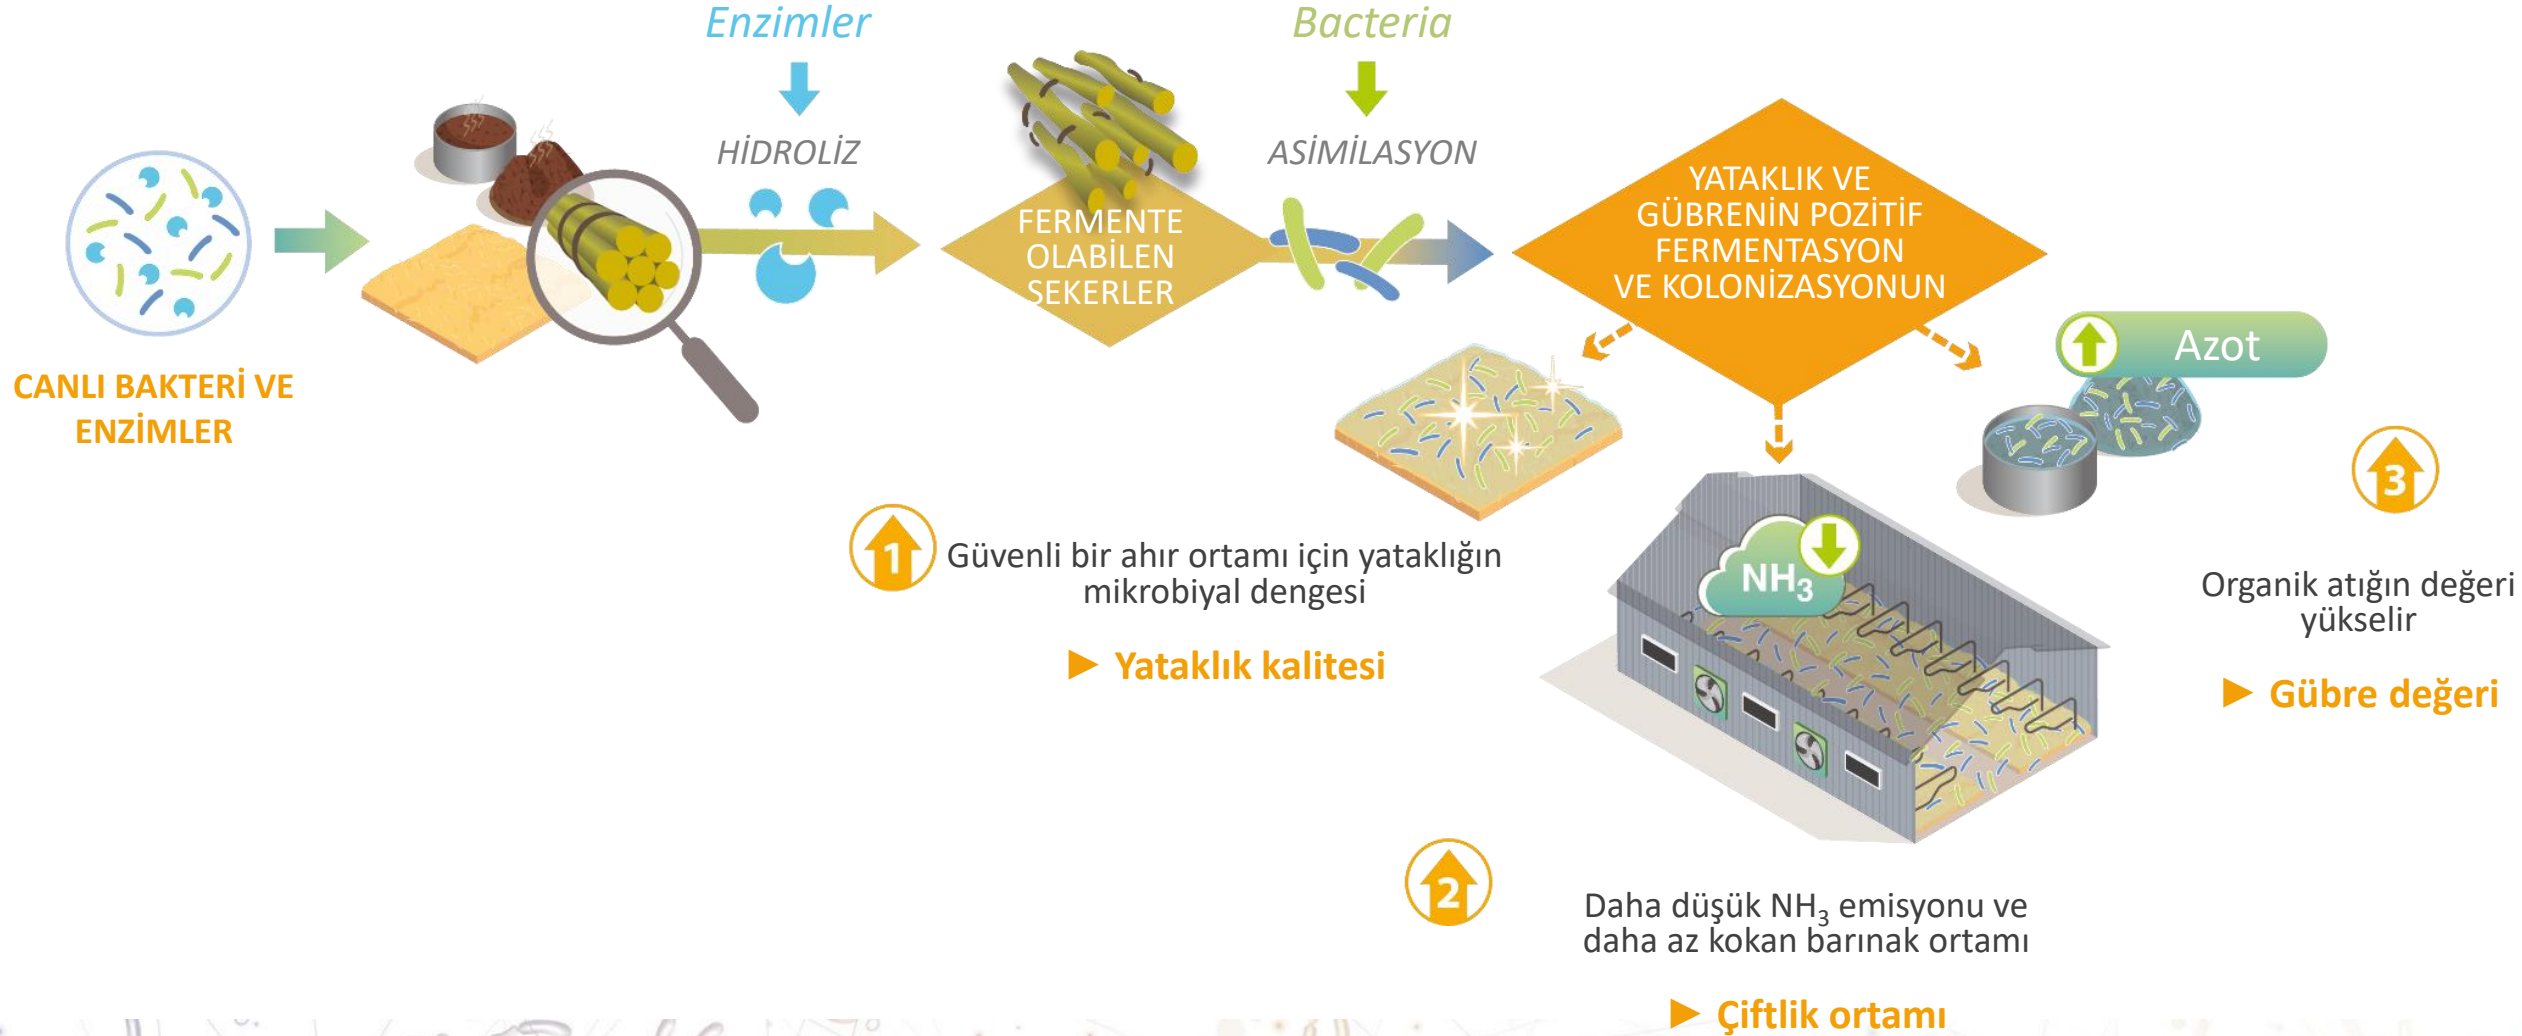 Enzimler
HİDROLİZ
Bacteria
ASİMİLASYON
CANLI BAKTERİ VE
ENZİMLER
FERMENTE
OLABİLEN
SEKERLER
YATAKLIK VE
GÜBRENİN POZİTİF
FERMENTASYON
VE KOLONİZASYONUN
Azot
1
Güvenli bir ahır ortamı için yataklığın
mikrobiyal dengesi
► Yataklık kalitesi
NH₃
2
Daha düşük NH₃ emisyonu ve
daha az kokan barınak ortamı
► Çiftlik ortamı
3
Organik atığın değeri
yükselir
► Gübre değeri